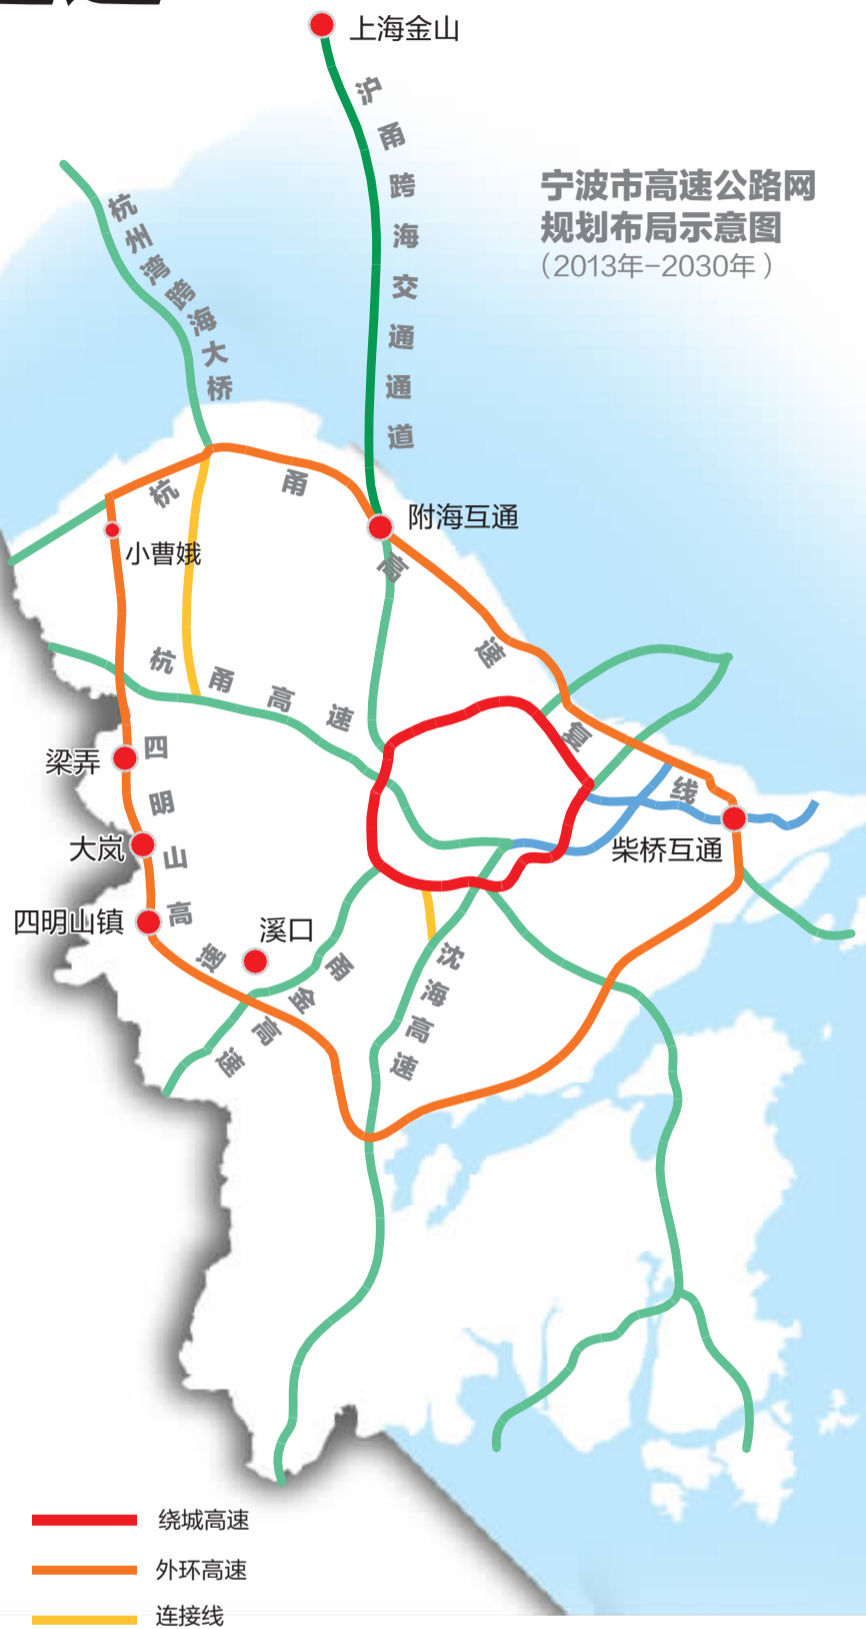 上海金山
沪甬跨海交通通道
杭州湾跨海大桥
宁波市高速公路网
规划布局示意图
(2013年-2030年)
杭甬高速复线
附海互通
小曹娥
杭甬高速
梁弄
四明山高速
大岚
柴桥互通
四明山镇
溪口
甬金高速
沈海高速
绕城高速
外环高速
连接线